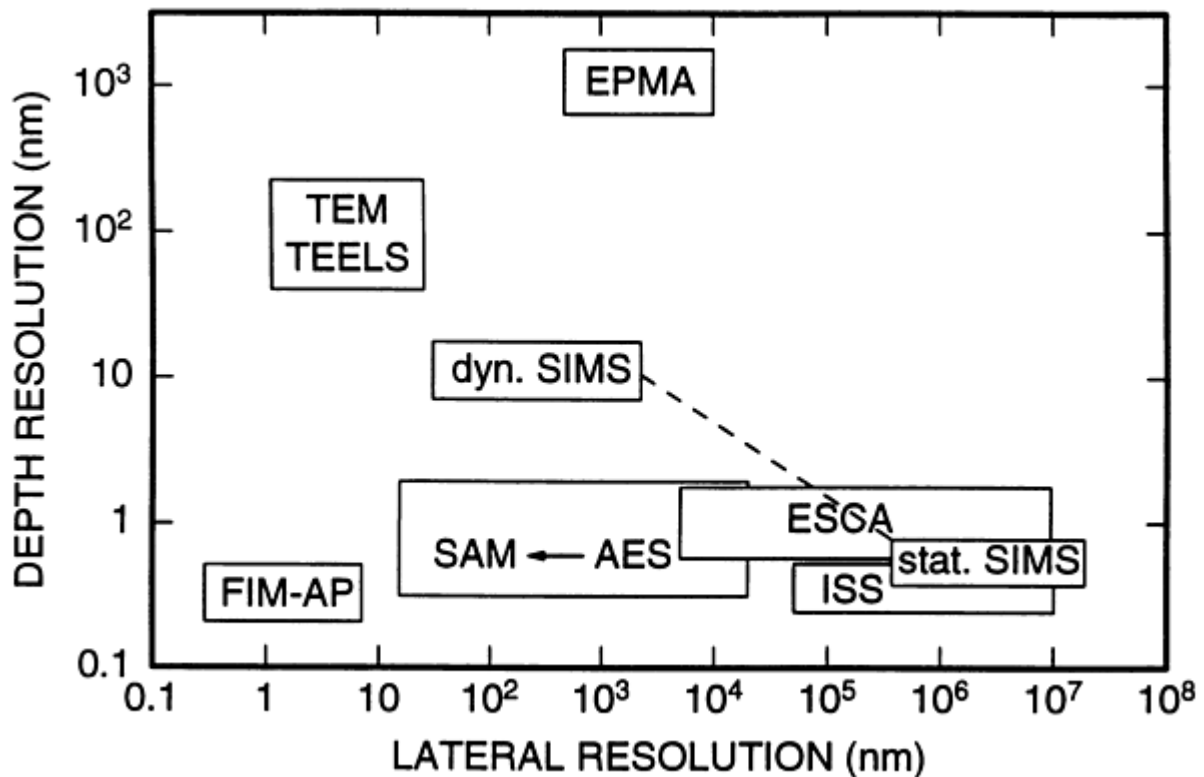 DEPTH RESOLUTION (nm)
10³
10²
10
1
0.1
EPMA
TEM
TEELS
dyn. SIMS
ESCA
SAM ← AES
stat. SIMS
FIM-AP
ISS
0.1 1 10 10² 10³ 10⁴ 10⁵ 10⁶ 10⁷ 10⁸
LATERAL RESOLUTION (nm)